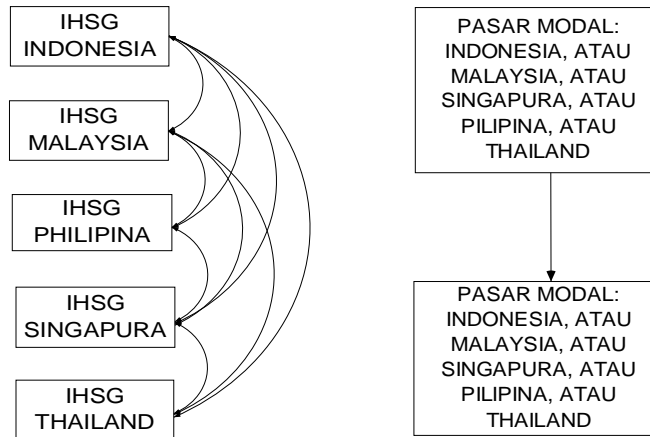 IHSG
INDONESIA
IHSG
MALAYSIA
IHSG
PHILIPINA
IHSG
SINGAPURA
IHSG
THAILAND
PASAR MODAL:
INDONESIA, ATAU
MALAYSIA, ATAU
SINGAPURA, ATAU
PILIPINA, ATAU
THAILAND
PASAR MODAL:
INDONESIA, ATAU
MALAYSIA, ATAU
SINGAPURA, ATAU
PILIPINA, ATAU
THAILAND